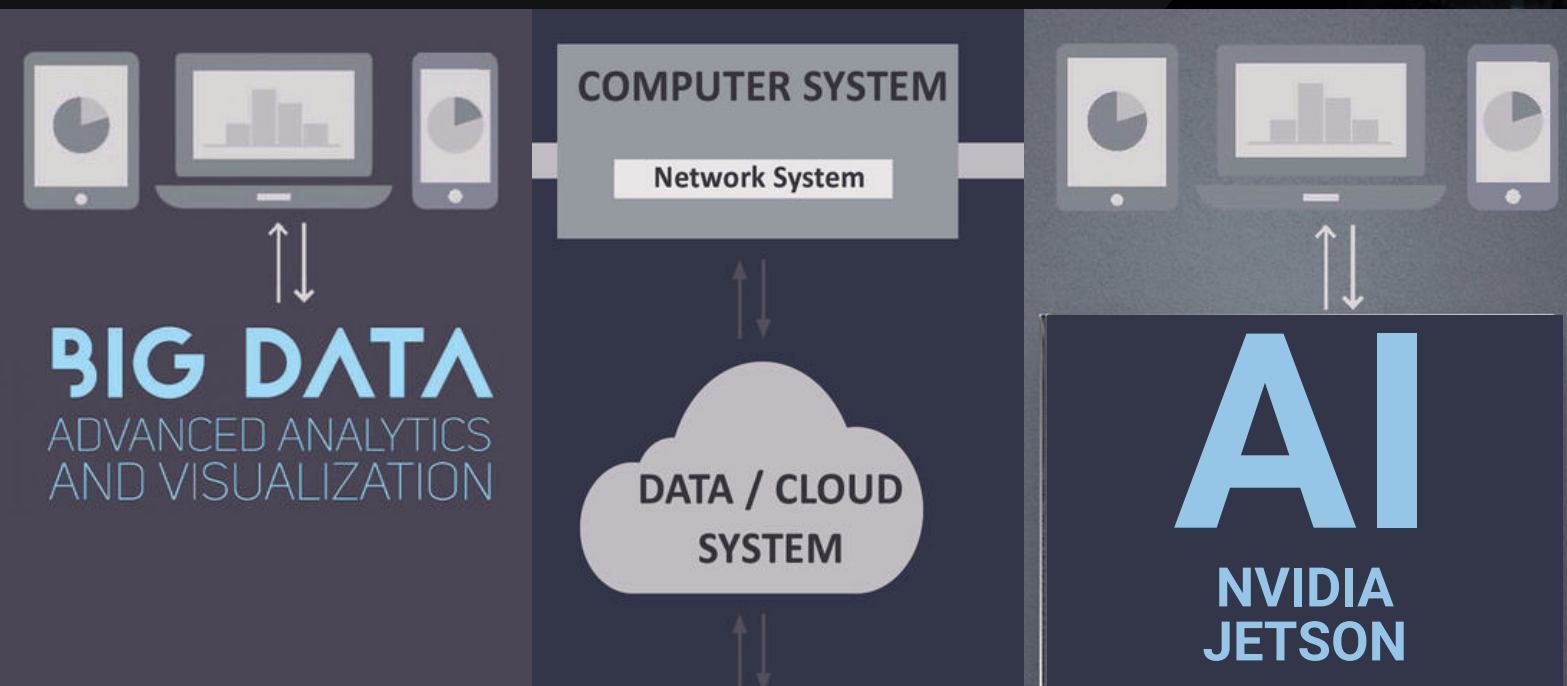 BIG DATA
ADVANCED ANALYTICS
AND VISUALIZATION
COMPUTER SYSTEM
Network System
DATA / CLOUD
SYSTEM
AI
NVIDIA
JETSON